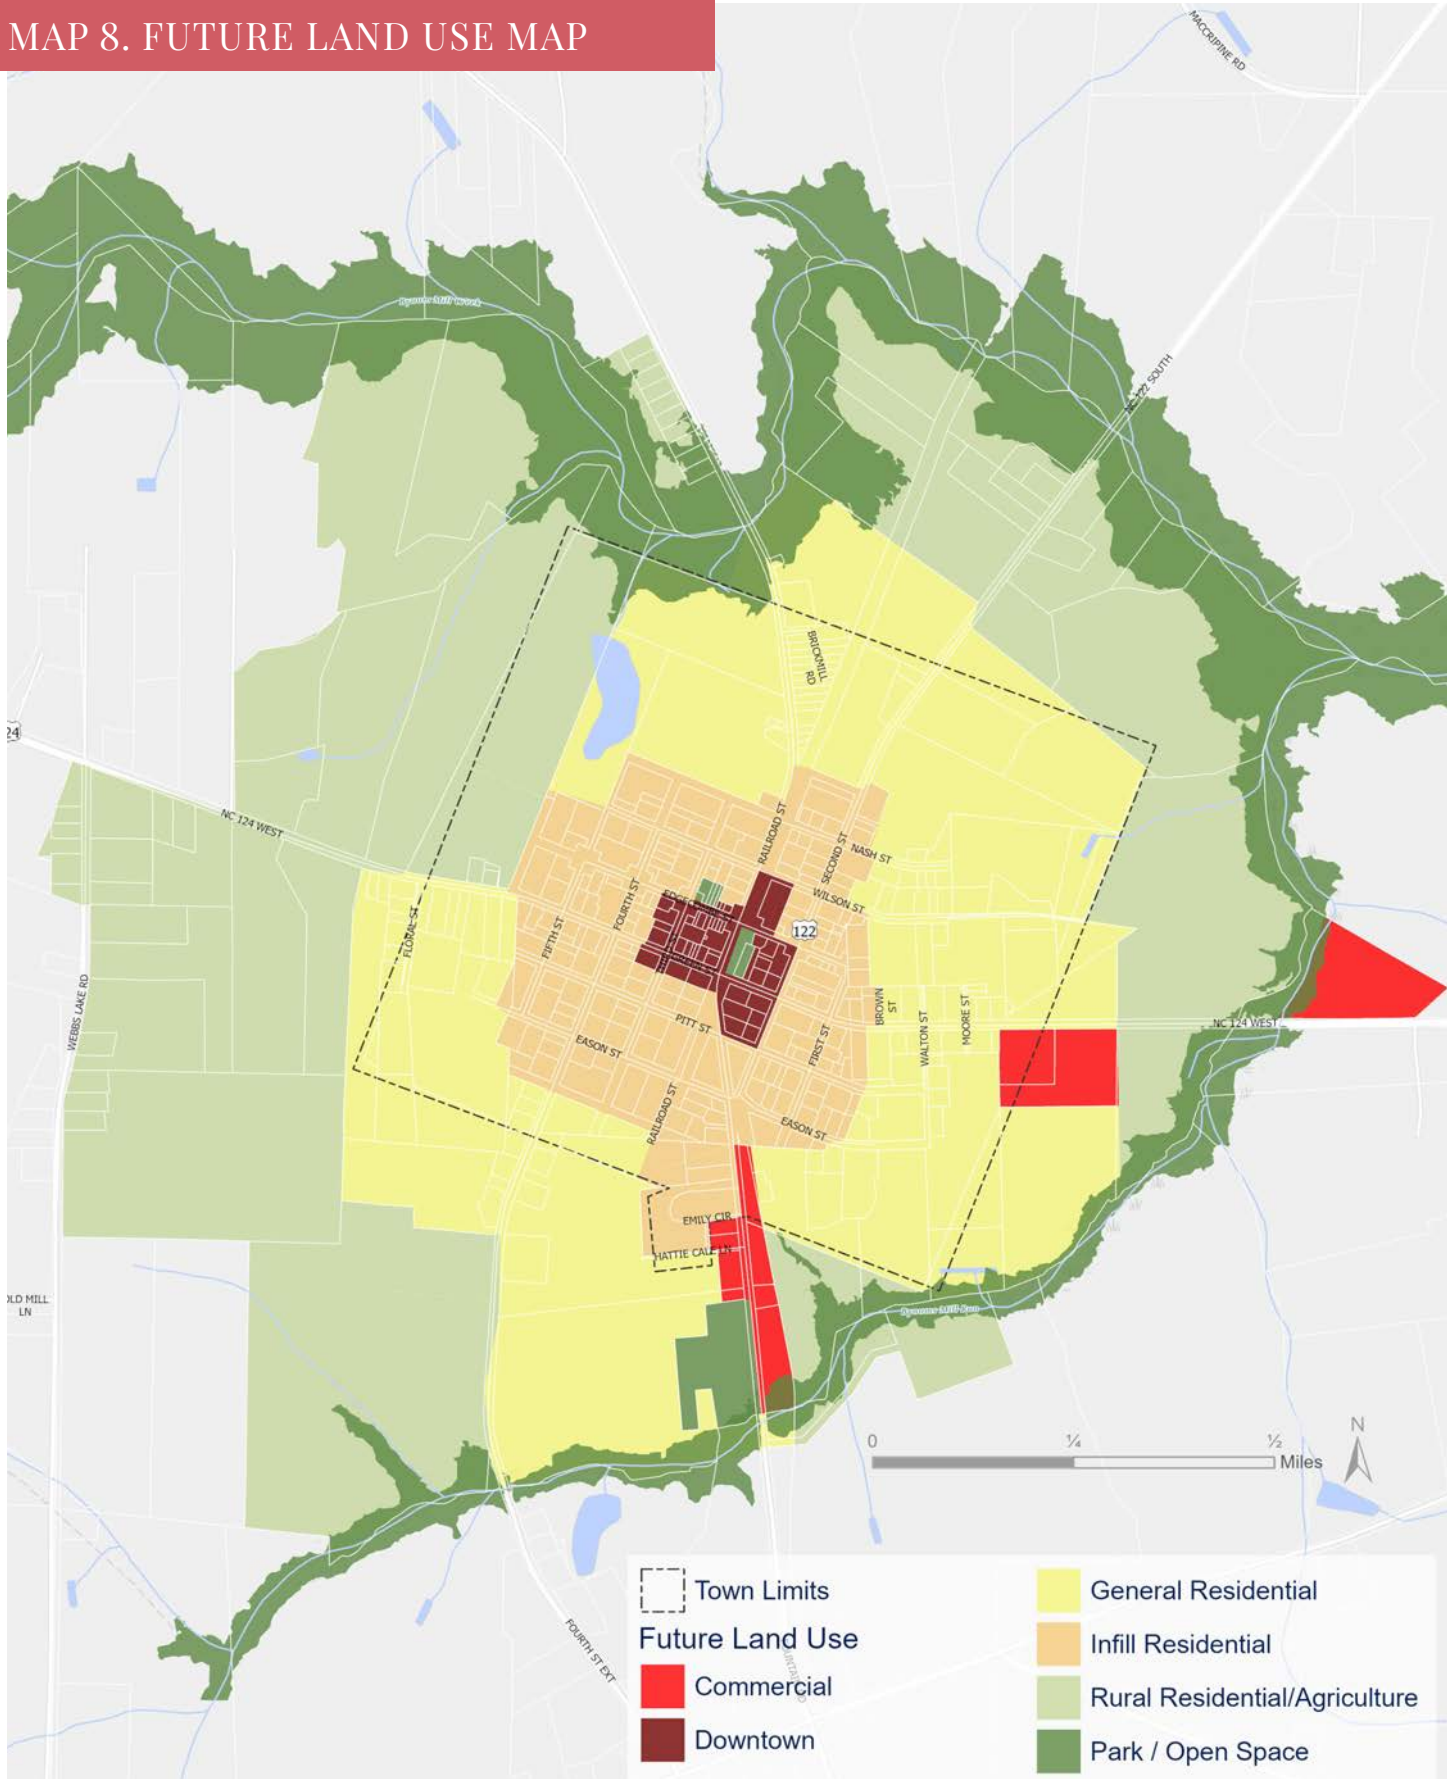 MAP 8. FUTURE LAND USE MAP
MACCRIPINE RD
NC 122 SOUTH
BRICKMILL
RD
24
NC 124 WEST
RAILROAD ST
SECOND ST
NASH ST
WILSON ST
FOURTH ST
FIFTH ST
FLORAL ST
122
WEBBS LAKE RD
BROWN
ST
WALTON ST
MOORE ST
NC 124 WEST
PITT ST
FIRST ST
EASON ST
RAILROAD ST
EASON ST
EMILY CIR
HATTIE CALE LN
OLD MILL
LN
FOURTH ST EXT
0 ¼ ½
Miles
N
Town Limits
Future Land Use
Commercial
Downtown
General Residential
Infill Residential
Rural Residential/Agriculture
Park / Open Space